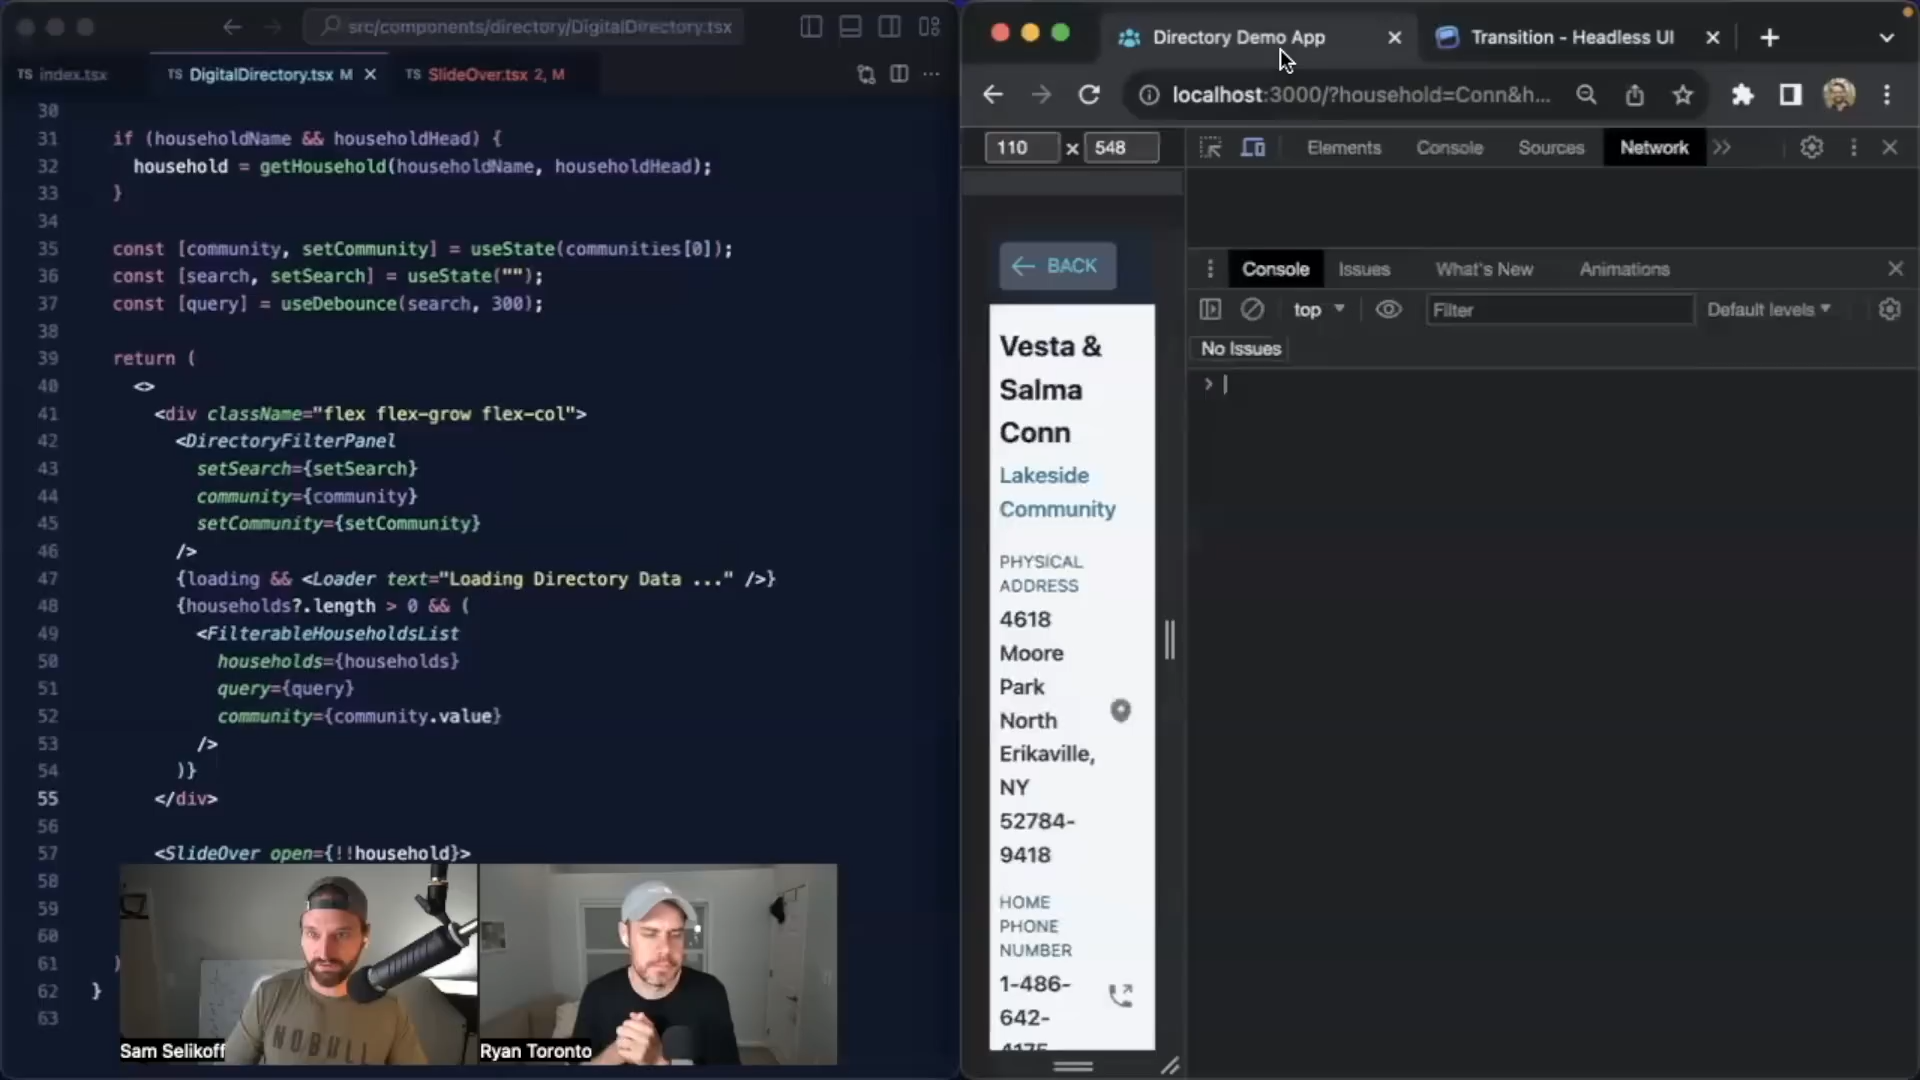 src/components/directory/DigitalDirectory.tsx
TS index.tsx
TS DigitalDirectory.tsx M
TS SlideOver.tsx 2, M
30
31 if (householdName && householdHead) {
32 household = getHousehold(householdName, householdHead);
33 }
34
35 const [community, setCommunity] = useState(communities[0]);
36 const [search, setSearch] = useState("");
37 const [query] = useDebounce(search, 300);
38
39 return (
40 <>
41 <div className="flex flex-grow flex-col">
42 <DirectoryFilterPanel
43 setSearch={setSearch}
44 community={community}
45 setCommunity={setCommunity}
46 />
47 {loading && <Loader text="Loading Directory Data ..." />}
48 {households?.length > 0 && (
49 <FilterableHouseholdsList
50 households={households}
51 query={query}
52 community={community.value}
53 />
54 )}
55 </div>
56
57 <SlideOver open={!!household}>
58
59
60
61 )
62 }
63
Sam Selikoff
Ryan Toronto
NOBULL
Directory Demo App
Transition - Headless UI
localhost:3000/?household=Conn&h...
110 × 548
Elements
Console
Sources
Network
BACK
Vesta &
Salma
Conn
Lakeside
Community
PHYSICAL
ADDRESS
4618
Moore
Park
North
Erikaville,
NY
52784-
9418
HOME
PHONE
NUMBER
1-486-
642-
4175
Console
Issues
What's New
Animations
top
Filter
Default levels
No Issues